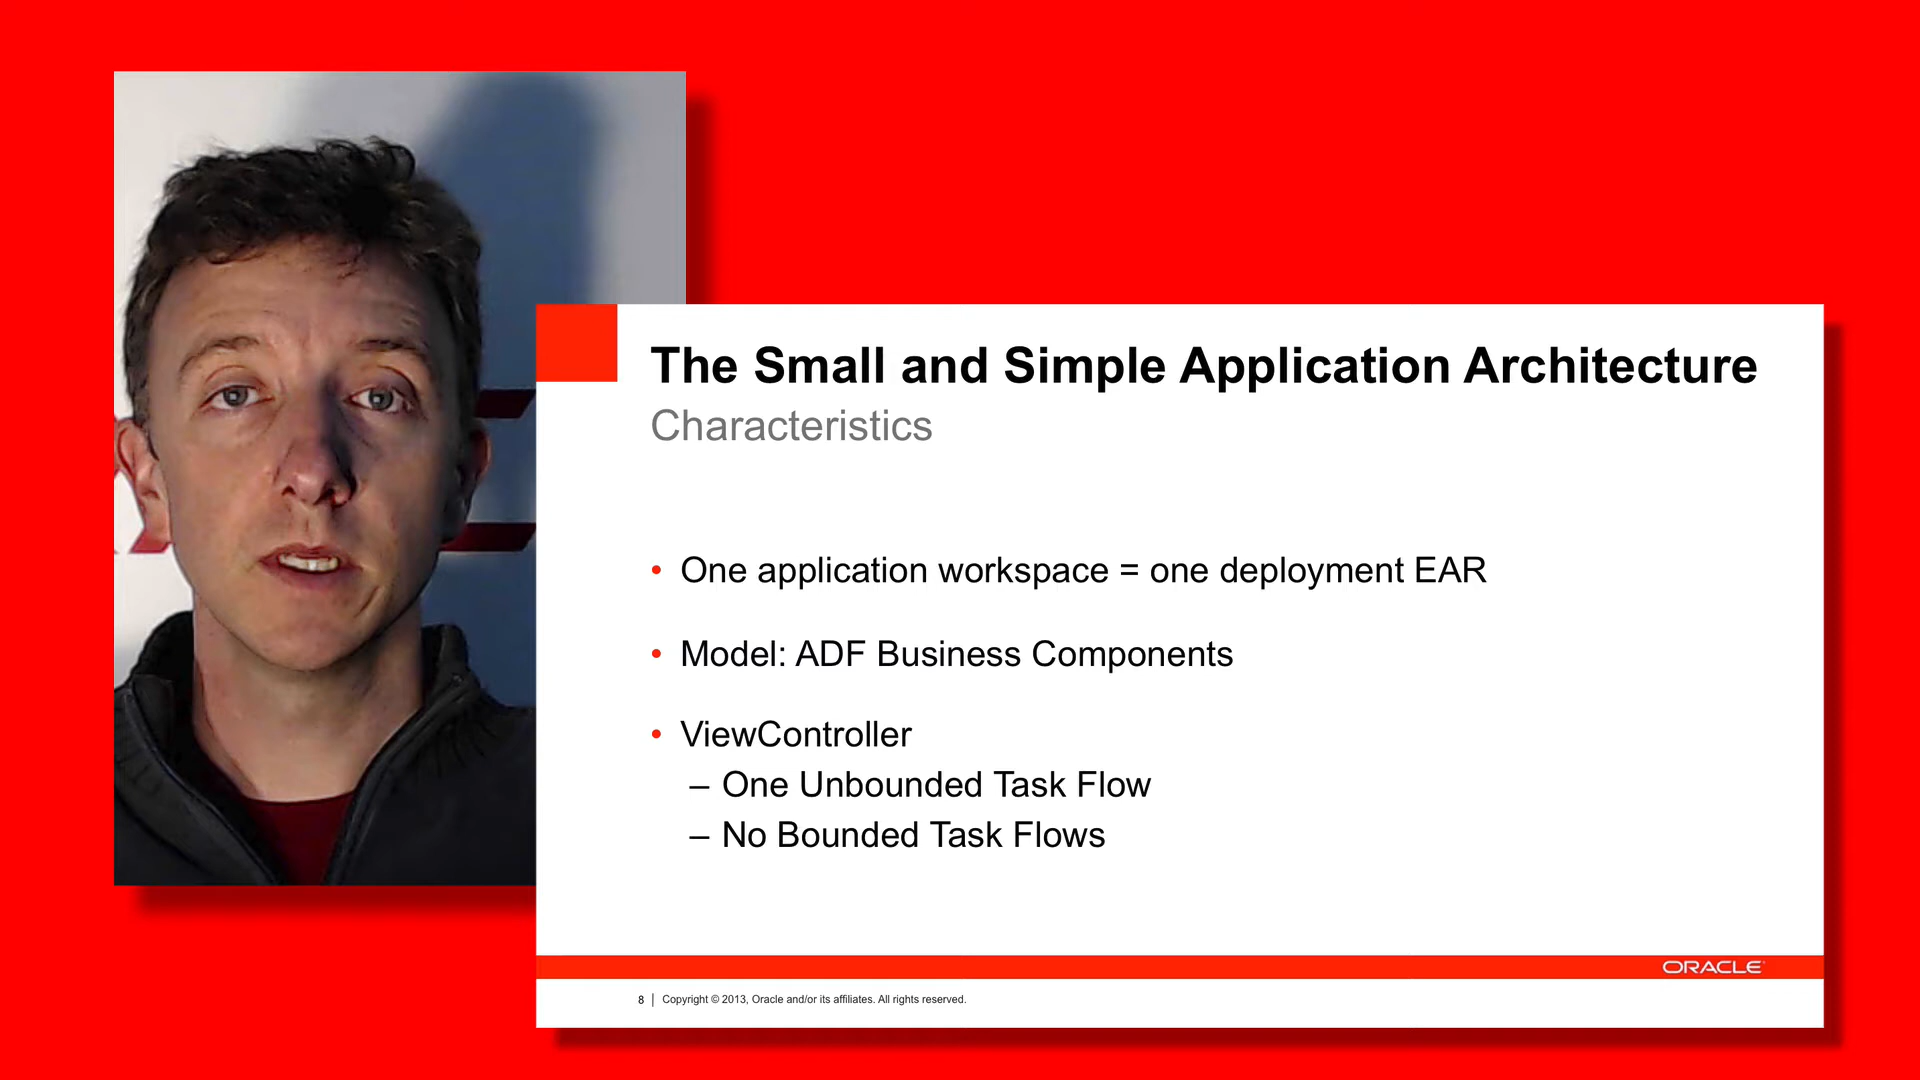 The Small and Simple Application Architecture
Characteristics
• One application workspace = one deployment EAR
• Model: ADF Business Components
• ViewController
– One Unbounded Task Flow
– No Bounded Task Flows
ORACLE
8 | Copyright © 2013, Oracle and/or its affiliates. All rights reserved.